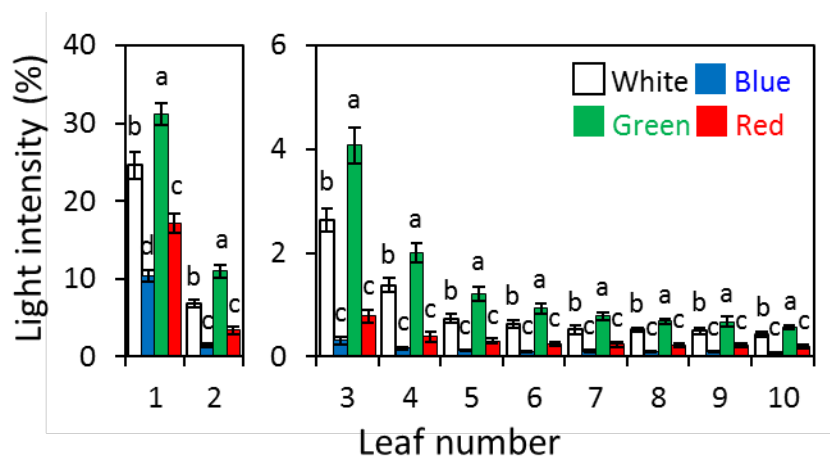 Light intensity (%)
40
30
20
10
0
6
4
2
0
White Blue
Green Red
b d a c
b c a c
b c a c
b c a c
b c a c
b c a c
b c a c
b c a c
b c a c
b c a c
1 2 3 4 5 6 7 8 9 10
Leaf number